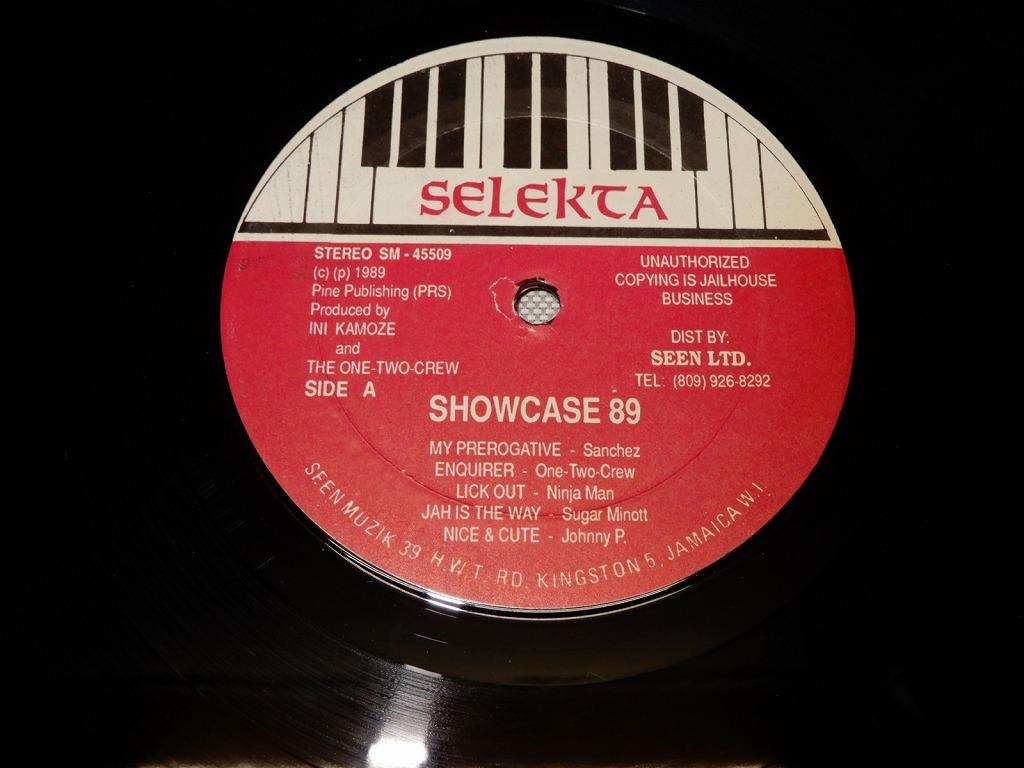 SELEKTA
STEREO SM - 45509
(c) (p) 1989
Pine Publishing (PRS)
Produced by
INI KAMOZE
and
THE ONE-TWO-CREW
SIDE A
UNAUTHORIZED
COPYING IS JAILHOUSE
BUSINESS
DIST BY:
SEEN LTD.
TEL: (809) 926-8292
SHOWCASE 89
MY PREROGATIVE - Sanchez
ENQUIRER - One-Two-Crew
LICK OUT - Ninja Man
JAH IS THE WAY - Sugar Minott
NICE & CUTE - Johnny P.
SEEN MUZIK 39 H.W.T. RD. KINGSTON 5, JAMAICA W.I.